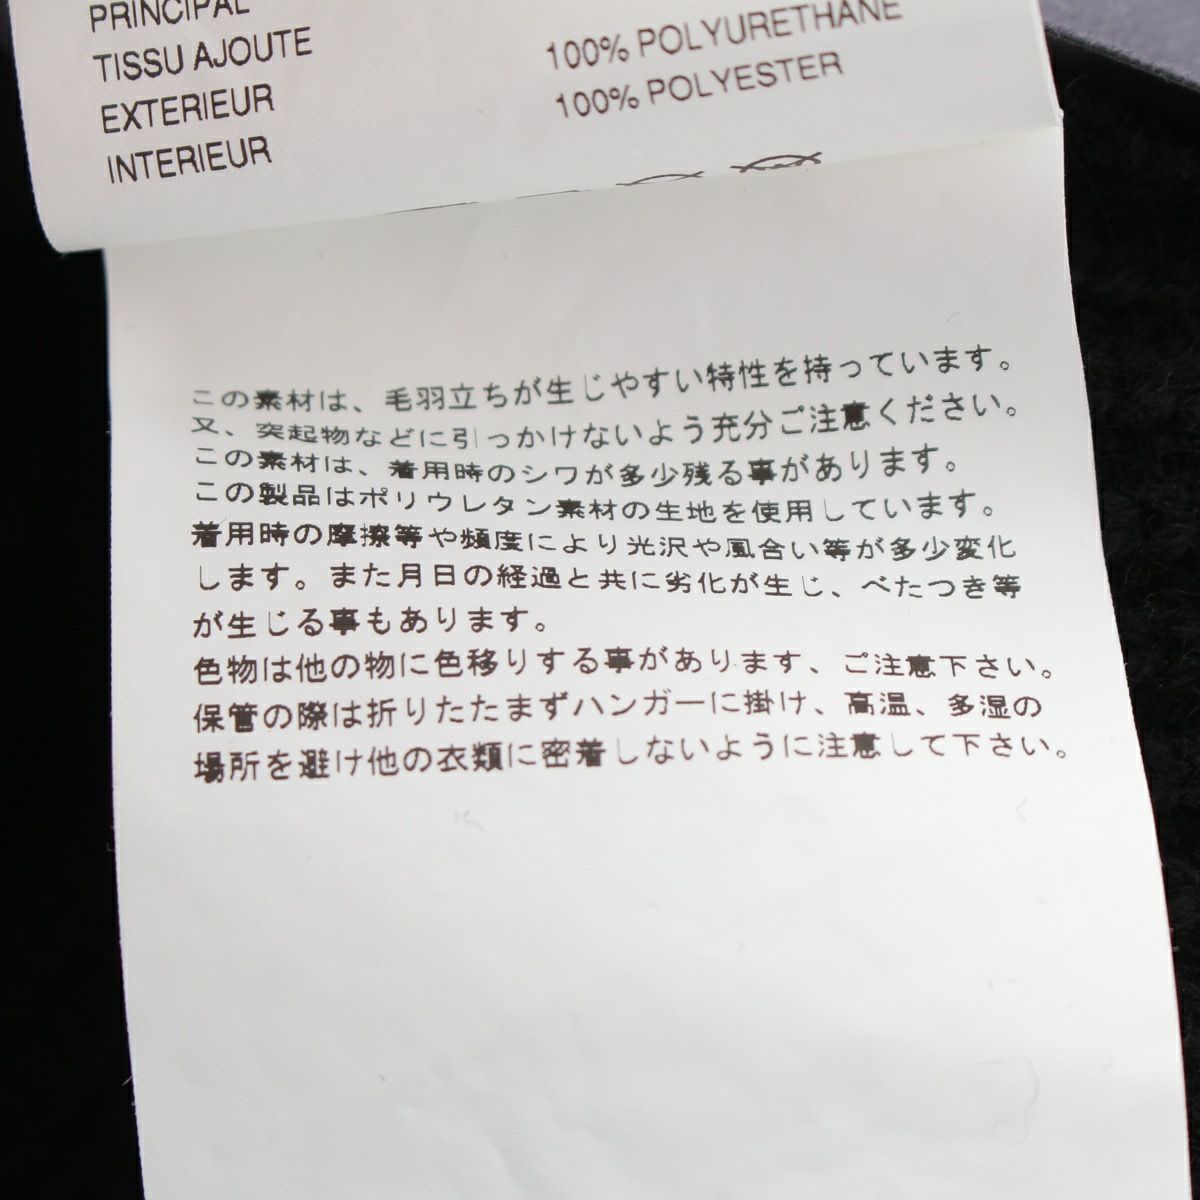 PRINCIPAL
TISSU AJOUTE
EXTERIEUR 100% POLYURETHANE
INTERIEUR 100% POLYESTER
この素材は、毛羽立ちが生じやすい特性を持っています。
又、突起物などに引っかけないよう充分ご注意ください。
この素材は、着用時のシワが多少残る事があります。
この製品はポリウレタン素材の生地を使用しています。
着用時の摩擦等や頻度により光沢や風合い等が多少変化
します。また月日の経過と共に劣化が生じ、べたつき等
が生じる事もあります。
色物は他の物に色移りする事があります、ご注意下さい。
保管の際は折りたたまずハンガーに掛け、高温、多湿の
場所を避け他の衣類に密着しないように注意して下さい。